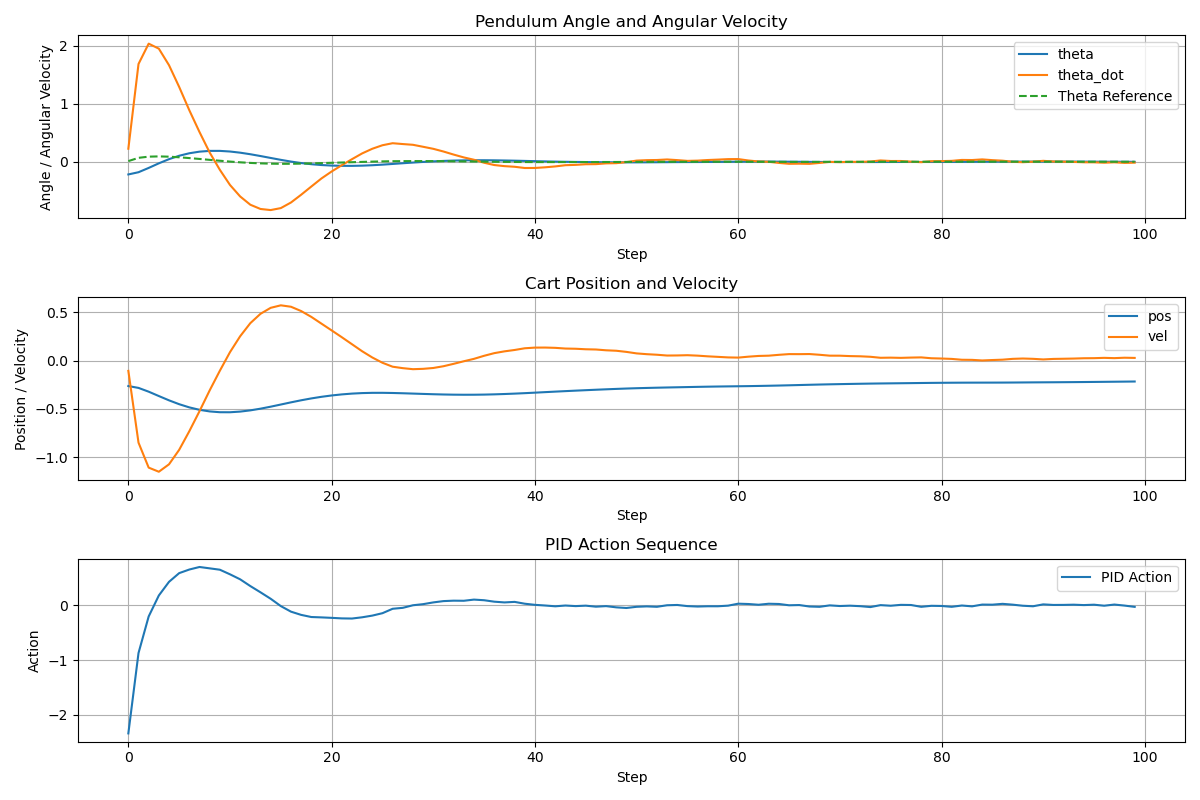 Pendulum Angle and Angular Velocity
Angle / Angular Velocity
2
1
0
theta
theta_dot
Theta Reference
0 20 40 60 80 100
Step
Cart Position and Velocity
Position / Velocity
0.5
0.0
−0.5
−1.0
pos
vel
0 20 40 60 80 100
Step
PID Action Sequence
Action
0
−1
−2
PID Action
0 20 40 60 80 100
Step